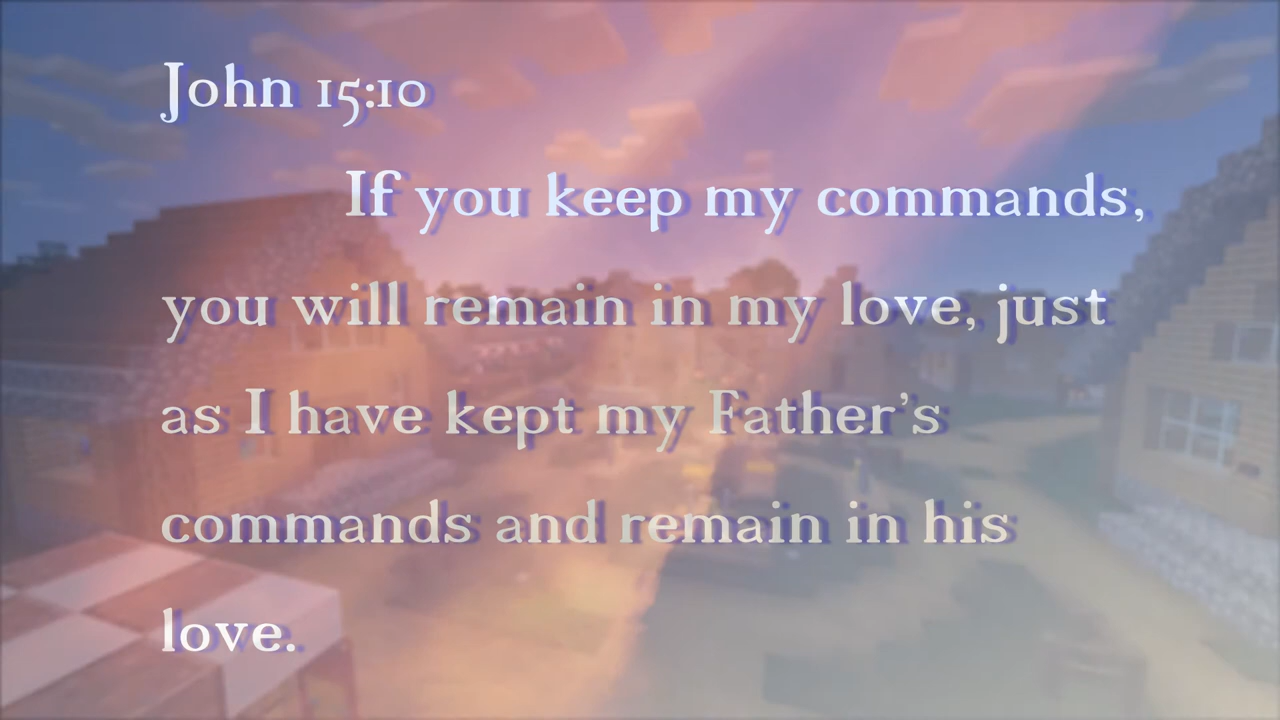 John 15:10
If you keep my commands,
you will remain in my love, just
as I have kept my Father’s
commands and remain in his
love.